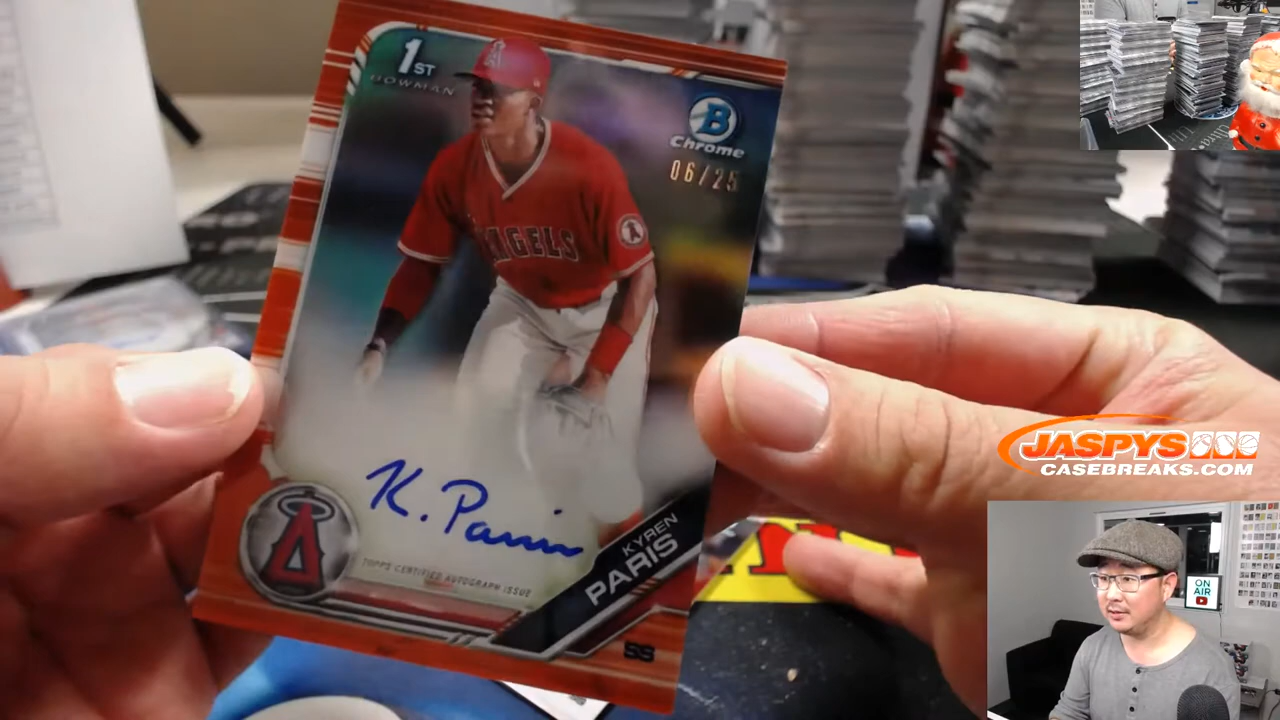 1ST
BOWMAN
B
Chrome
06/25
A
ANGELS
A
K. Paris
A
TOPPS CERTIFIED AUTOGRAPH ISSUE
KYREN
PARIS
SS
JASPYS
CASEBREAKS.COM
ON
AIR